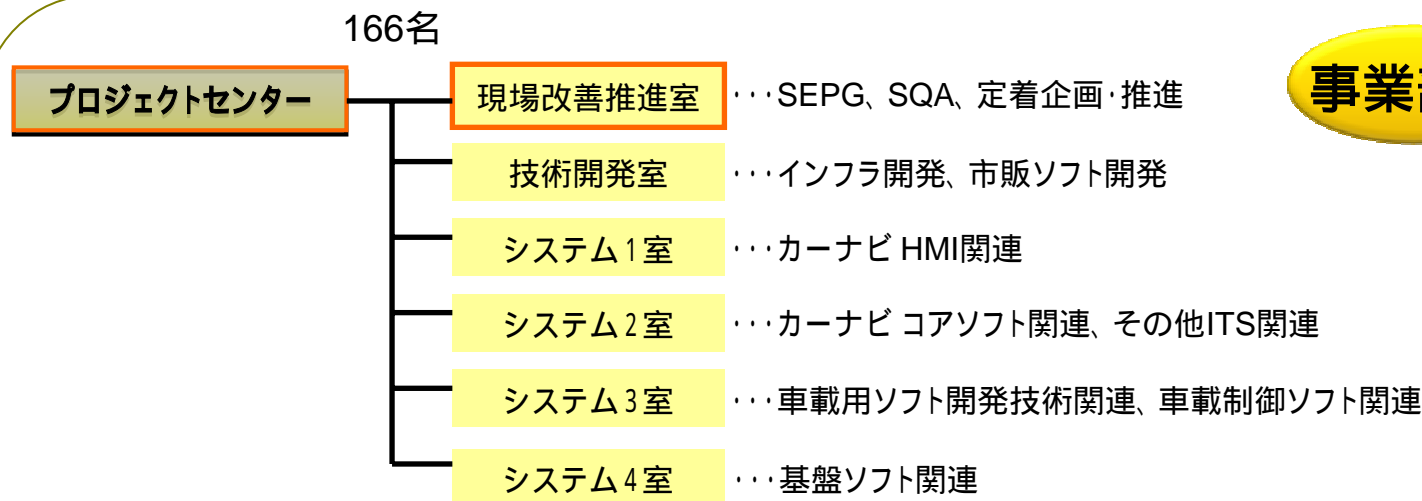 166名
プロジェクトセンター
現場改善推進室 ･･･SEPG、SQA、定着企画･推進
事業
技術開発室 ･･･インフラ開発、市販ソフト開発
システム1室 ･･･カーナビ HMI関連
システム2室 ･･･カーナビ コアソフト関連、その他ITS関連
システム3室 ･･･車載用ソフト開発技術関連、車載制御ソフト関連
システム4室 ･･･基盤ソフト関連